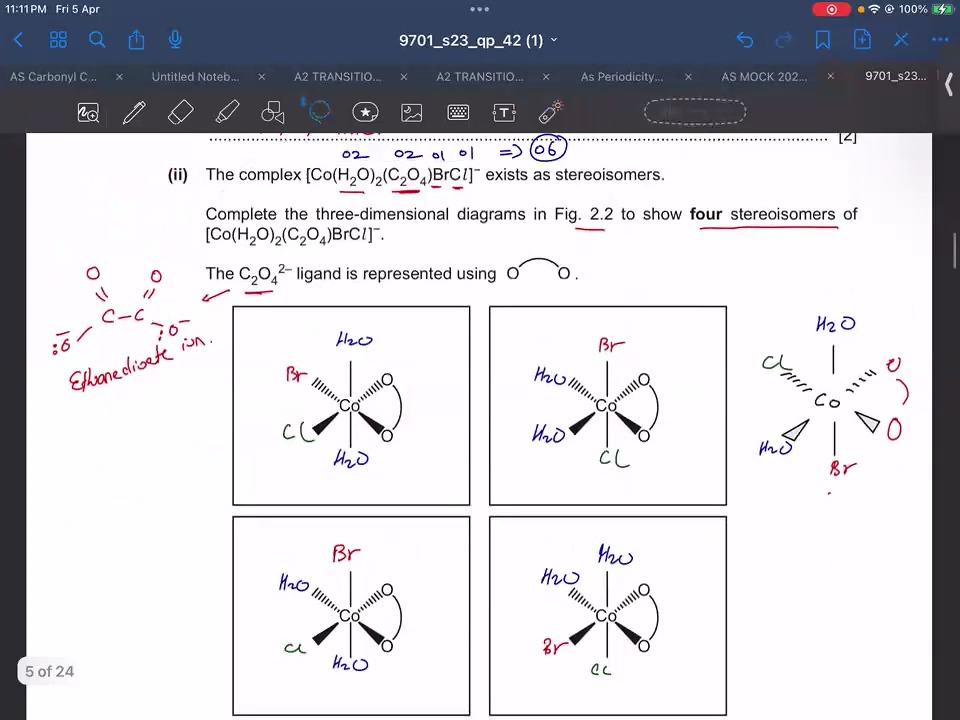 11:11 PM Fri 5 Apr
100%
9701_s23_qp_42 (1)
AS Carbonyl C...
Untitled Noteb...
A2 TRANSITIO...
A2 TRANSITIO...
As Periodicity,...
AS MOCK 202...
9701_s23...
[2]
02 02 01 01 => 06
(ii) The complex [Co(H₂O)₂(C₂O₄)BrCl]⁻ exists as stereoisomers.
Complete the three-dimensional diagrams in Fig. 2.2 to show four stereoisomers of
[Co(H₂O)₂(C₂O₄)BrCl]⁻.
The C₂O₄²⁻ ligand is represented using O O .
O O
C – C
:O⁻ :O⁻
Ethanedioate ion.
H₂O
Br O
Co
Cl O
H₂O
Br
H₂O O
Co
H₂O O
Cl
H₂O
Cl O
Co
H₂O O
Br
Br
H₂O O
Co
Cl O
H₂O
H₂O
H₂O O
Co
Br O
Cl
5 of 24